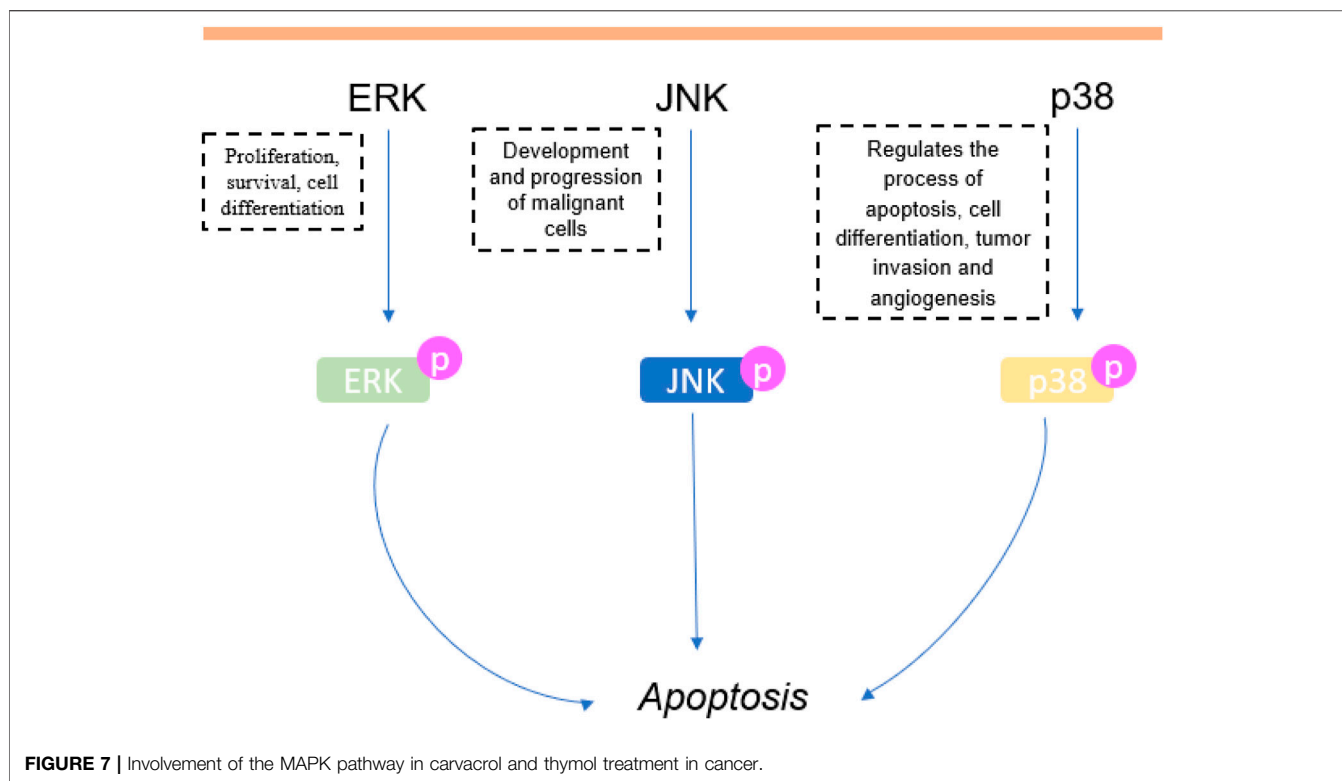 ERK
JNK
p38
Proliferation,
survival, cell
differentiation
Development
and progression
of malignant
cells
Regulates the
process of
apoptosis, cell
differentiation, tumor
invasion and
angiogenesis
ERK
p
JNK
p
p38
p
Apoptosis
FIGURE 7 | Involvement of the MAPK pathway in carvacrol and thymol treatment in cancer.